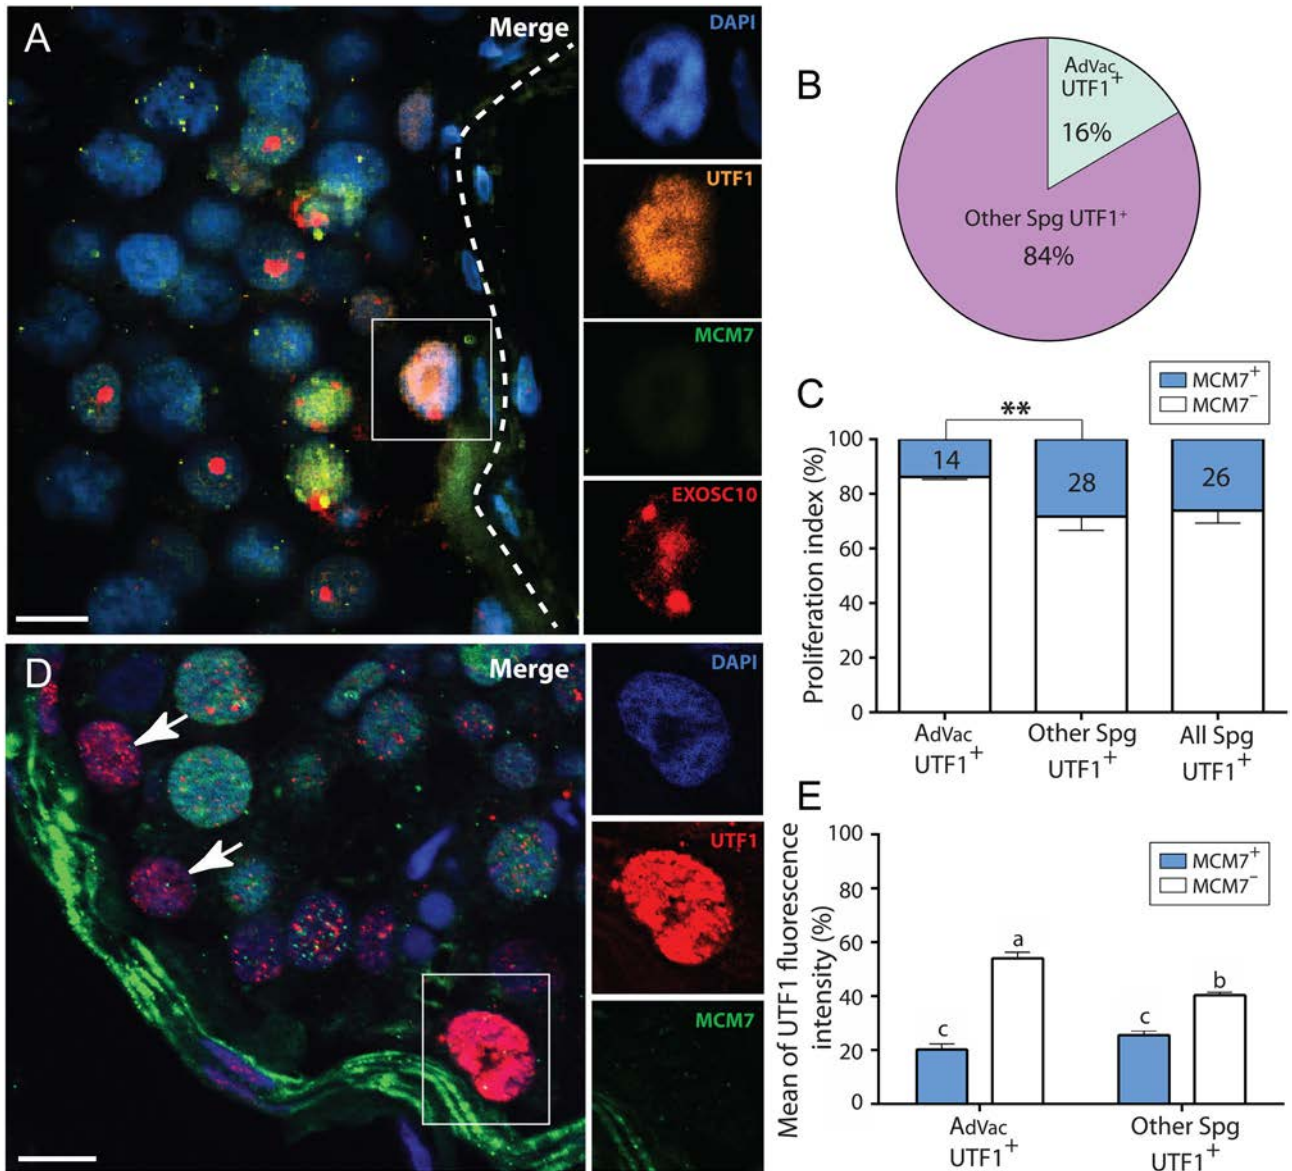 A
Merge
DAPI
UTF1
MCM7
EXOSC10
B
AdVac
UTF1+
16%
Other Spg UTF1+
84%
C
MCM7+
MCM7−
**
Proliferation index (%)
100
80
60
40
20
0
14
28
26
AdVac
UTF1+
Other Spg
UTF1+
All Spg
UTF1+
D
Merge
DAPI
UTF1
MCM7
E
MCM7+
MCM7−
Mean of UTF1 fluorescence
intensity (%)
100
80
60
40
20
0
c
a
c
b
AdVac
UTF1+
Other Spg
UTF1+